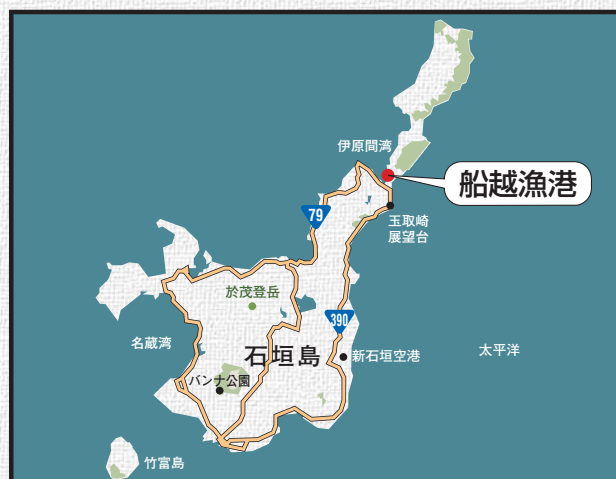 伊原間湾
船越漁港
79
玉取崎
展望台
於茂登岳
390
名蔵湾
石垣島
新石垣空港
太平洋
バンナ公園
竹富島